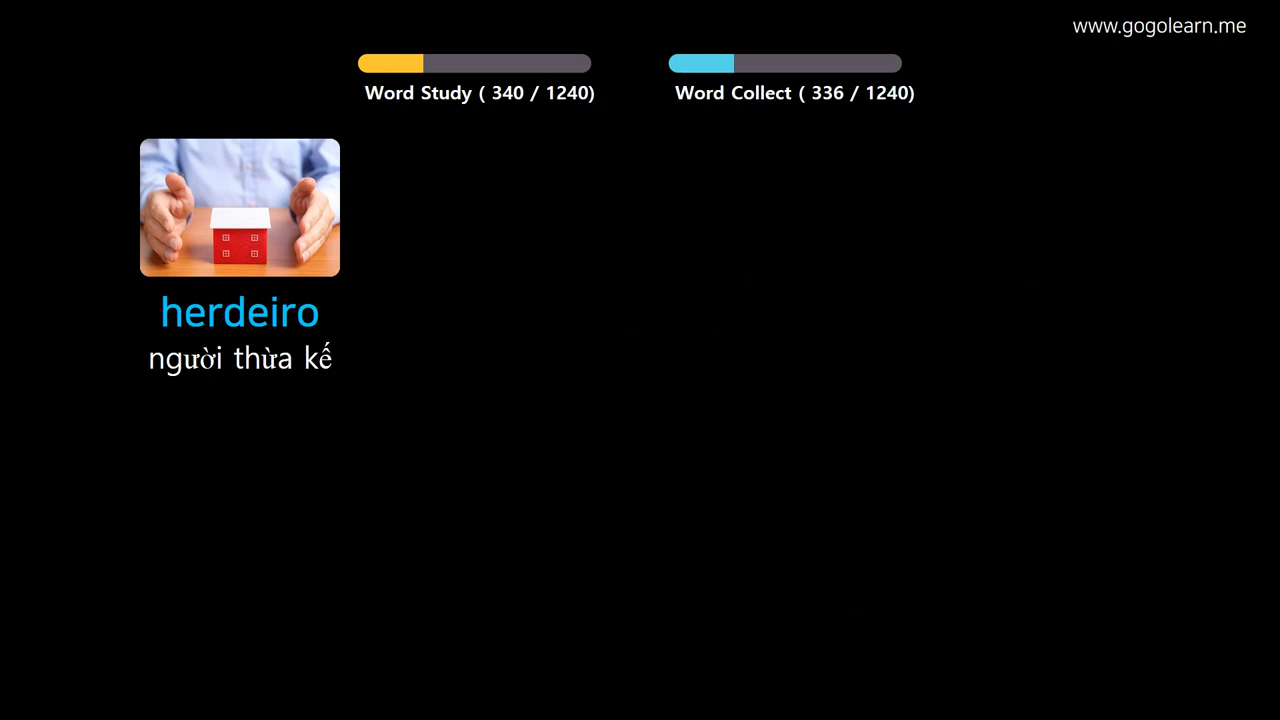 www.gogolearn.me
Word Study ( 340 / 1240)
Word Collect ( 336 / 1240)
herdeiro
người thừa kế